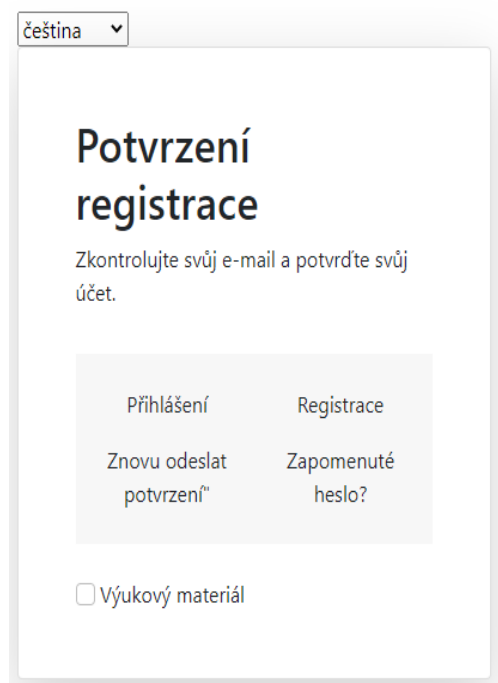 čeština
Potvrzení
registrace
Zkontrolujte svůj e-mail a potvrďte svůj
účet.
Přihlášení
Registrace
Znovu odeslat
potvrzení"
Zapomenuté
heslo?
Výukový materiál